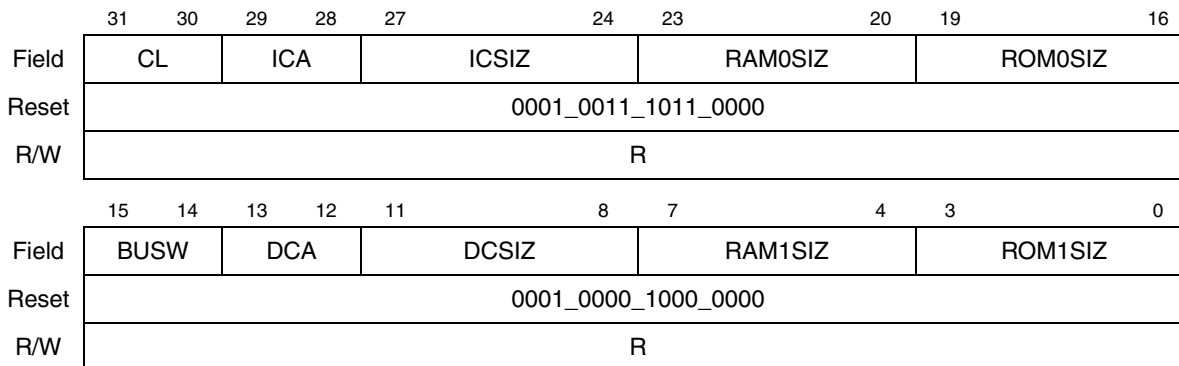 31 30 29 28 27 24 23 20 19 16
Field CL ICA ICSIZ RAM0SIZ ROM0SIZ
Reset 0001_0011_1011_0000
R/W R
15 14 13 12 11 8 7 4 3 0
Field BUSW DCA DCSIZ RAM1SIZ ROM1SIZ
Reset 0001_0000_1000_0000
R/W R